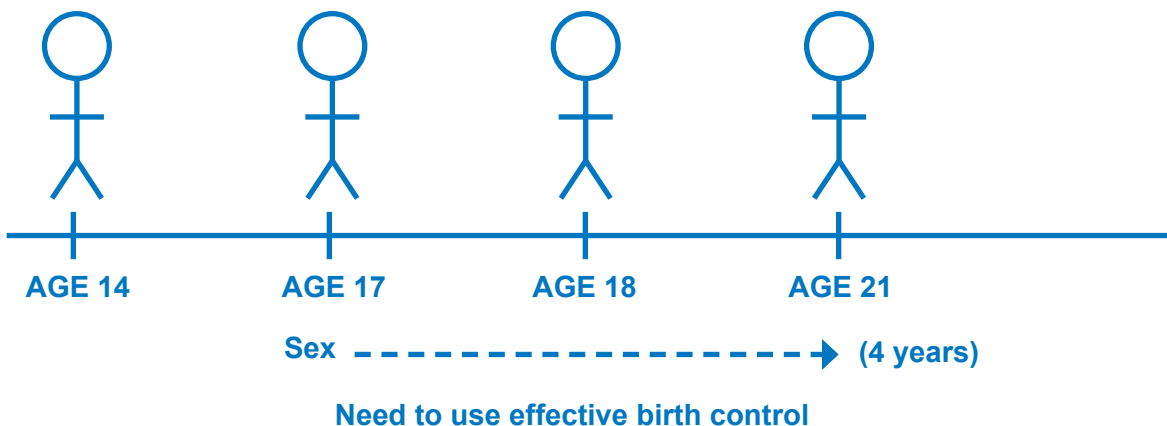 AGE 14 AGE 17 AGE 18 AGE 21
Sex (4 years)
Need to use effective birth control